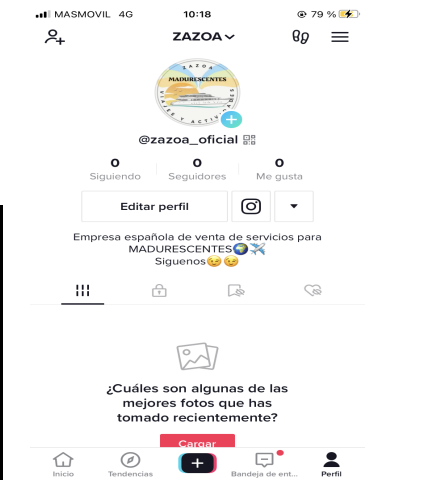 MASMOVIL 4G 10:18 79 %
ZAZOA
ZAZOA
MADURESCENTES
VIAJES Y ACTIVIDADES
@zazoa_oficial
0 0 0
Siguiendo Seguidores Me gusta
Editar perfil
Empresa española de venta de servicios para
MADURESCENTES🌍✈️
Siguenos😉😉
¿Cuáles son algunas de las
mejores fotos que has
tomado recientemente?
Cargar
Inicio Tendencias Bandeja de ent... Perfil